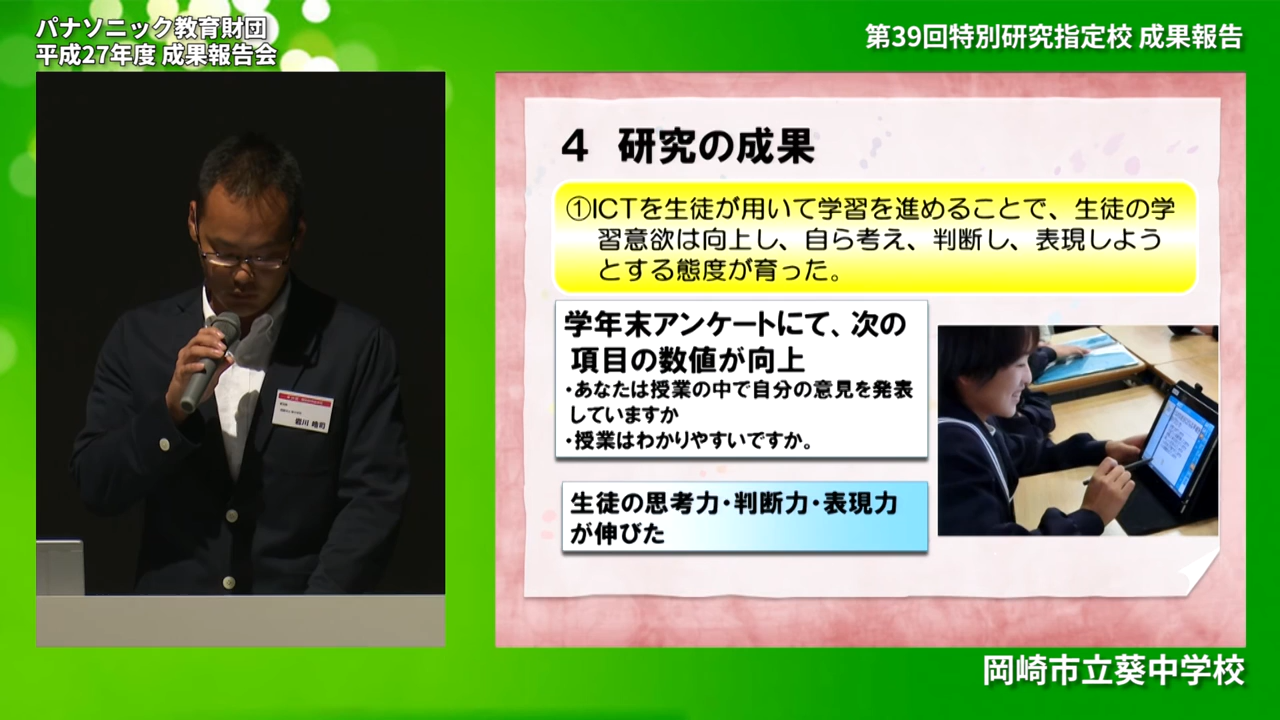 パナソニック教育財団
平成27年度 成果報告会
第39回特別研究指定校 成果報告
4 研究の成果
①ICTを生徒が用いて学習を進めることで、生徒の学
習意欲は向上し、自ら考え、判断し、表現しよう
とする態度が育った。
学年末アンケートにて、次の
項目の数値が向上
・あなたは授業の中で自分の意見を発表
していますか
・授業はわかりやすいですか。
生徒の思考力・判断力・表現力
が伸びた
岡崎市立葵中学校